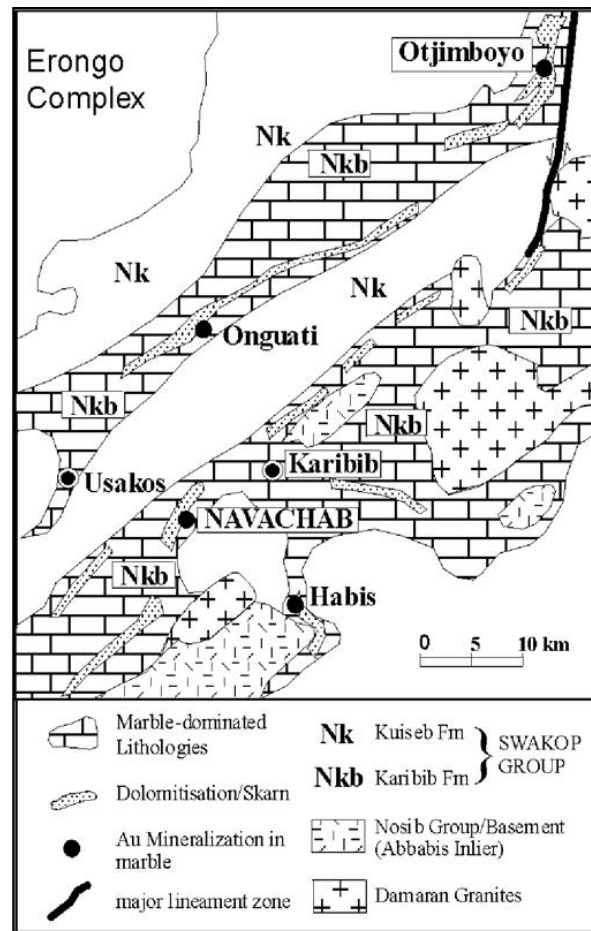 Erongo
Complex
Otjimboyo
Nk
Nkb
Nk
Nk
Nkb
Onguati
Nkb
Nkb
Karibib
Usakos
NAVACHAB
Nkb
Habis
0 5 10 km
Marble-dominated
Lithologies
Dolomitisation/Skarn
Au Mineralization in
marble
major lineament zone
Nk Kuiseb Fm
Nkb Karibib Fm
SWAKOP
GROUP
Nosib Group/Basement
(Abbabis Inlier)
Damaran Granites